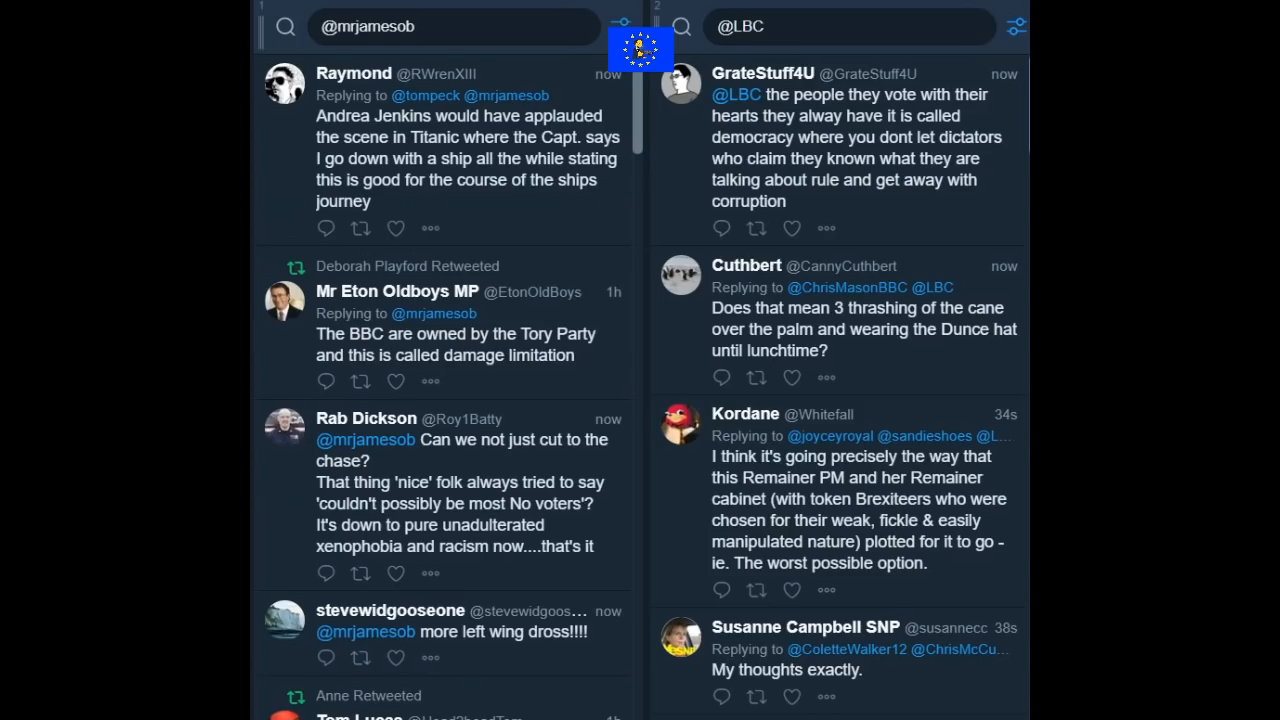 1
@mrjamesob
Raymond @RWrenXIII now
Replying to @tompeck @mrjamesob
Andrea Jenkins would have applauded
the scene in Titanic where the Capt. says
I go down with a ship all the while stating
this is good for the course of the ships
journey
Deborah Playford Retweeted
Mr Eton Oldboys MP @EtonOldBoys 1h
Replying to @mrjamesob
The BBC are owned by the Tory Party
and this is called damage limitation
Rab Dickson @Roy1Batty now
@mrjamesob Can we not just cut to the
chase?
That thing 'nice' folk always tried to say
'couldn't possibly be most No voters'?
It's down to pure unadulterated
xenophobia and racism now....that's it
stevewidgooseone @stevewidgoos... now
@mrjamesob more left wing dross!!!!
Anne Retweeted
Tom Lucas @Head2headTom 1h
2
@LBC
GrateStuff4U @GrateStuff4U now
@LBC the people they vote with their
hearts they alway have it is called
democracy where you dont let dictators
who claim they known what they are
talking about rule and get away with
corruption
Cuthbert @CannyCuthbert now
Replying to @ChrisMasonBBC @LBC
Does that mean 3 thrashing of the cane
over the palm and wearing the Dunce hat
until lunchtime?
Kordane @Whitefall 34s
Replying to @joyceyroyal @sandieshoes @L...
I think it's going precisely the way that
this Remainer PM and her Remainer
cabinet (with token Brexiteers who were
chosen for their weak, fickle & easily
manipulated nature) plotted for it to go -
ie. The worst possible option.
Susanne Campbell SNP @susannecc 38s
Replying to @ColetteWalker12 @ChrisMcCu...
My thoughts exactly.